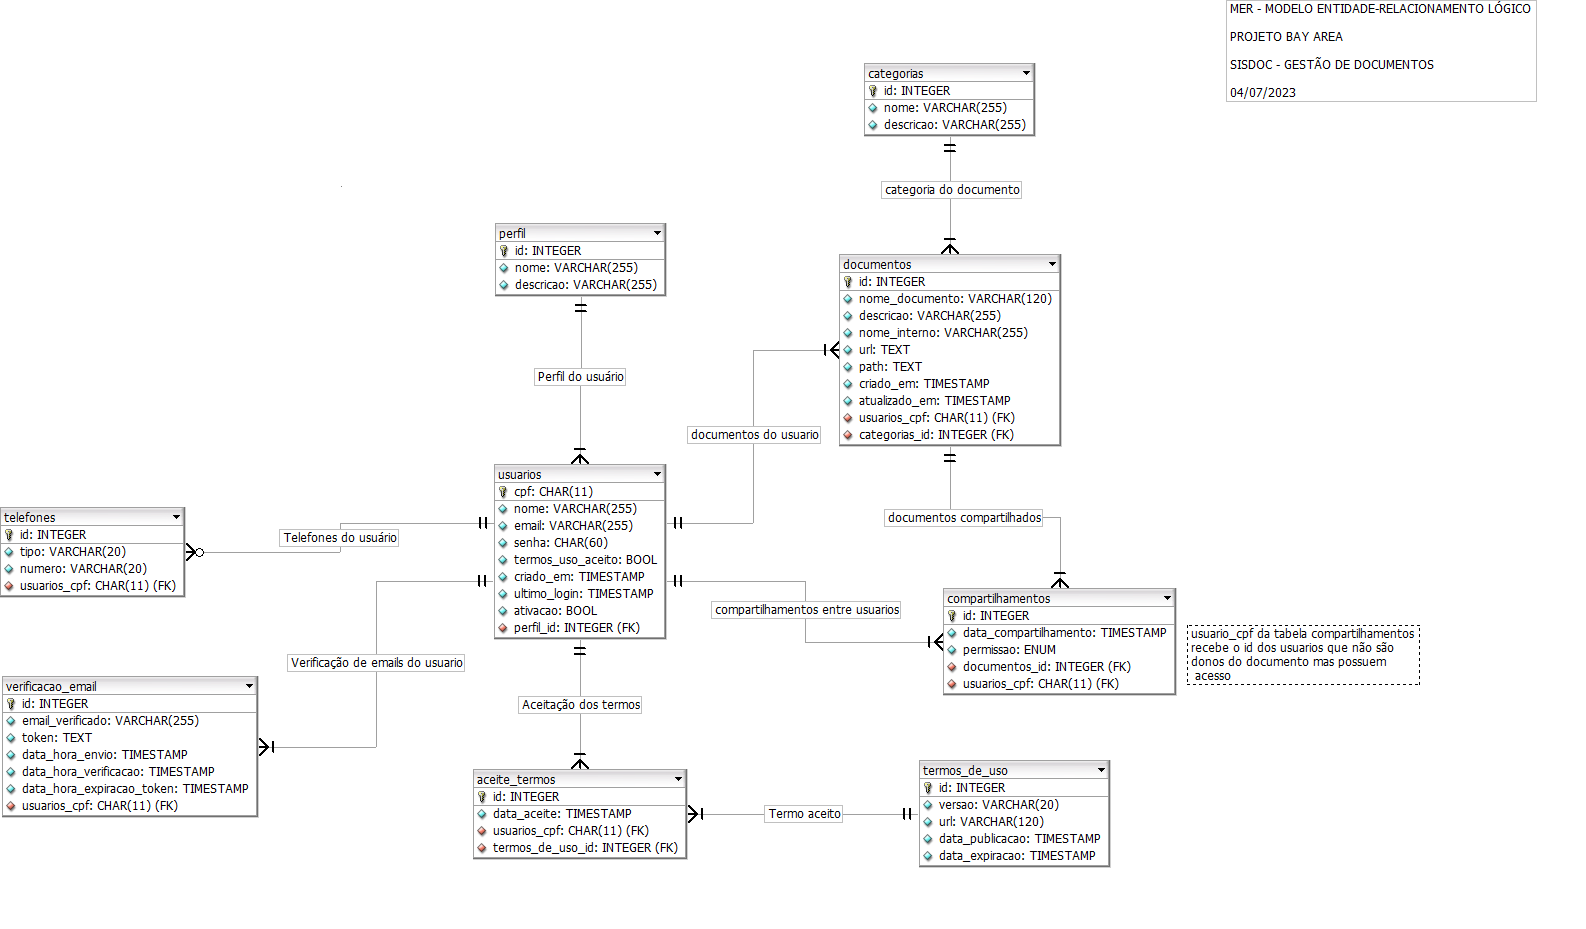 MER - MODELO ENTIDADE-RELACIONAMENTO LÓGICO
PROJETO BAY AREA
SISDOC - GESTÃO DE DOCUMENTOS
04/07/2023
categorias
id: INTEGER
nome: VARCHAR(255)
descricao: VARCHAR(255)
categoria do documento
perfil
id: INTEGER
nome: VARCHAR(255)
descricao: VARCHAR(255)
Perfil do usuário
documentos
id: INTEGER
nome_documento: VARCHAR(120)
descricao: VARCHAR(255)
nome_interno: VARCHAR(255)
url: TEXT
path: TEXT
criado_em: TIMESTAMP
atualizado_em: TIMESTAMP
usuarios_cpf: CHAR(11) (FK)
categorias_id: INTEGER (FK)
documentos do usuario
usuarios
cpf: CHAR(11)
nome: VARCHAR(255)
email: VARCHAR(255)
senha: CHAR(60)
termos_uso_aceito: BOOL
criado_em: TIMESTAMP
ultimo_login: TIMESTAMP
ativacao: BOOL
perfil_id: INTEGER (FK)
telefones
id: INTEGER
tipo: VARCHAR(20)
numero: VARCHAR(20)
usuarios_cpf: CHAR(11) (FK)
Telefones do usuário
documentos compartilhados
compartilhamentos entre usuarios
compartilhamentos
id: INTEGER
data_compartilhamento: TIMESTAMP
permissao: ENUM
documentos_id: INTEGER (FK)
usuarios_cpf: CHAR(11) (FK)
usuario_cpf da tabela compartilhamentos
recebe o id dos usuarios que não são
donos do documento mas possuem
acesso
Verificação de emails do usuario
verificacao_email
id: INTEGER
email_verificado: VARCHAR(255)
token: TEXT
data_hora_envio: TIMESTAMP
data_hora_verificacao: TIMESTAMP
data_hora_expiracao_token: TIMESTAMP
usuarios_cpf: CHAR(11) (FK)
Aceitação dos termos
aceite_termos
id: INTEGER
data_aceite: TIMESTAMP
usuarios_cpf: CHAR(11) (FK)
termos_de_uso_id: INTEGER (FK)
Termo aceito
termos_de_uso
id: INTEGER
versao: VARCHAR(20)
url: VARCHAR(120)
data_publicacao: TIMESTAMP
data_expiracao: TIMESTAMP